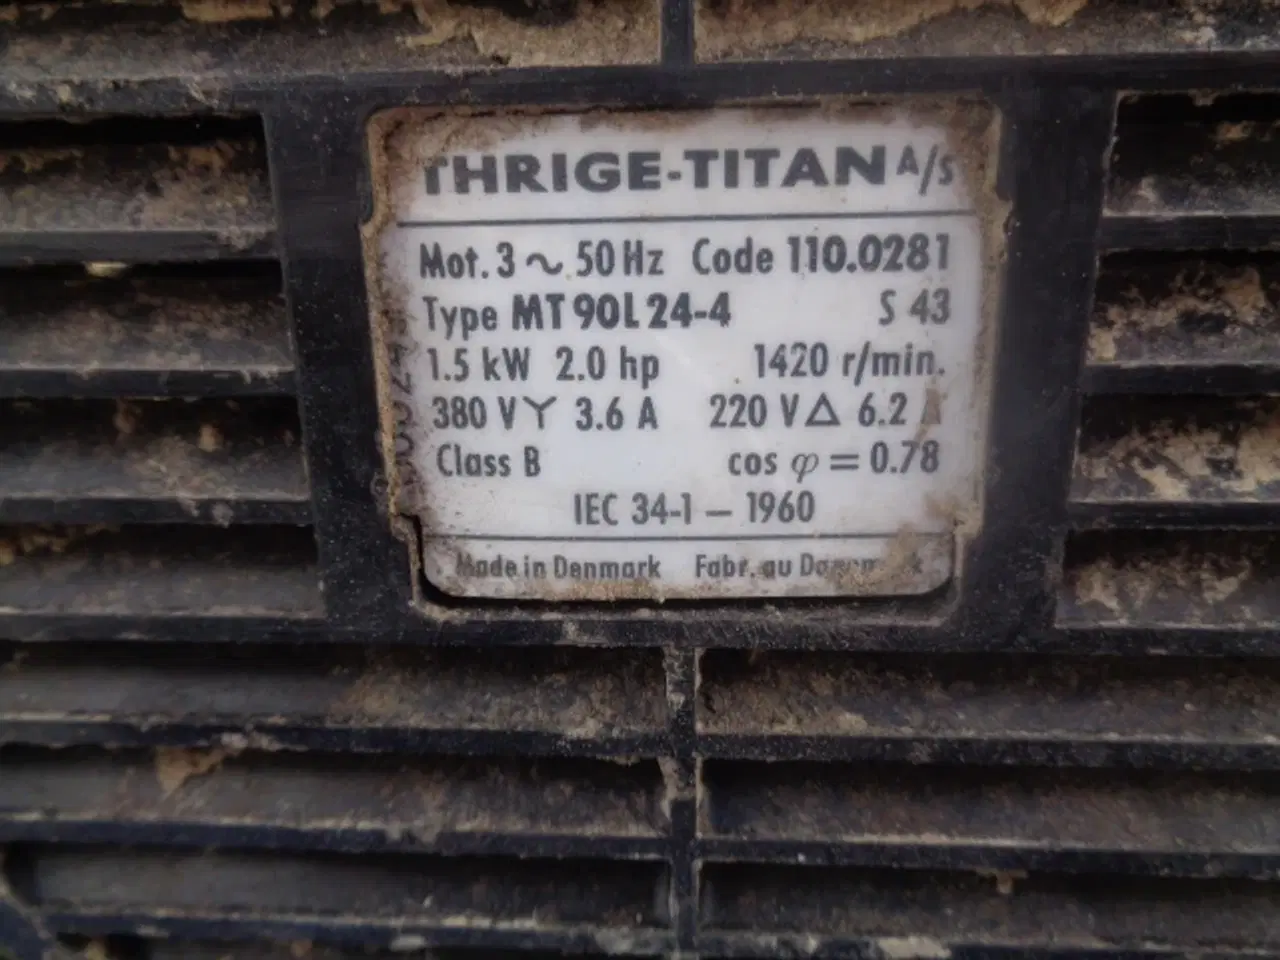 THRIGE-TITAN A/S
Mot. 3 ~ 50 Hz Code 110.0281
Type MT 90L 24-4 S 43
1.5 kW 2.0 hp 1420 r/min.
380 V Y 3.6 A 220 V Δ 6.2 A
Class B cos φ = 0.78
IEC 34-1 – 1960
Made in Denmark Fabr. au Danemark